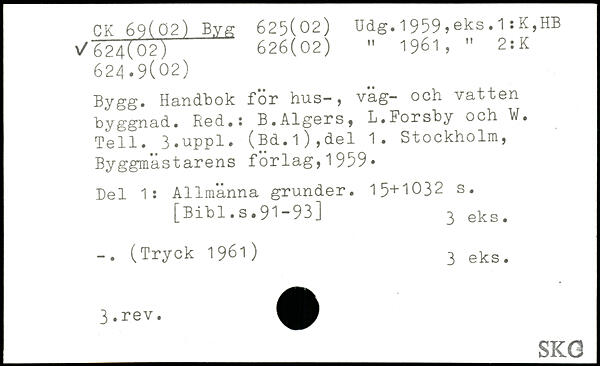 CK 69(02) Byg 625(02) Udg.1959,eks.1:K,HB
✓624(02) 626(02) " 1961, " 2:K
624.9(02)
Bygg. Handbok för hus-, väg- och vatten
byggnad. Red.: B.Algers, L.Forsby och W.
Tell. 3.uppl. (Bd.1),del 1. Stockholm,
Byggmästarens förlag,1959.
Del 1: Allmänna grunder. 15+1032 s.
[Bibl.s.91-93] 3 eks.
-. (Tryck 1961) 3 eks.
3.rev.
SKC